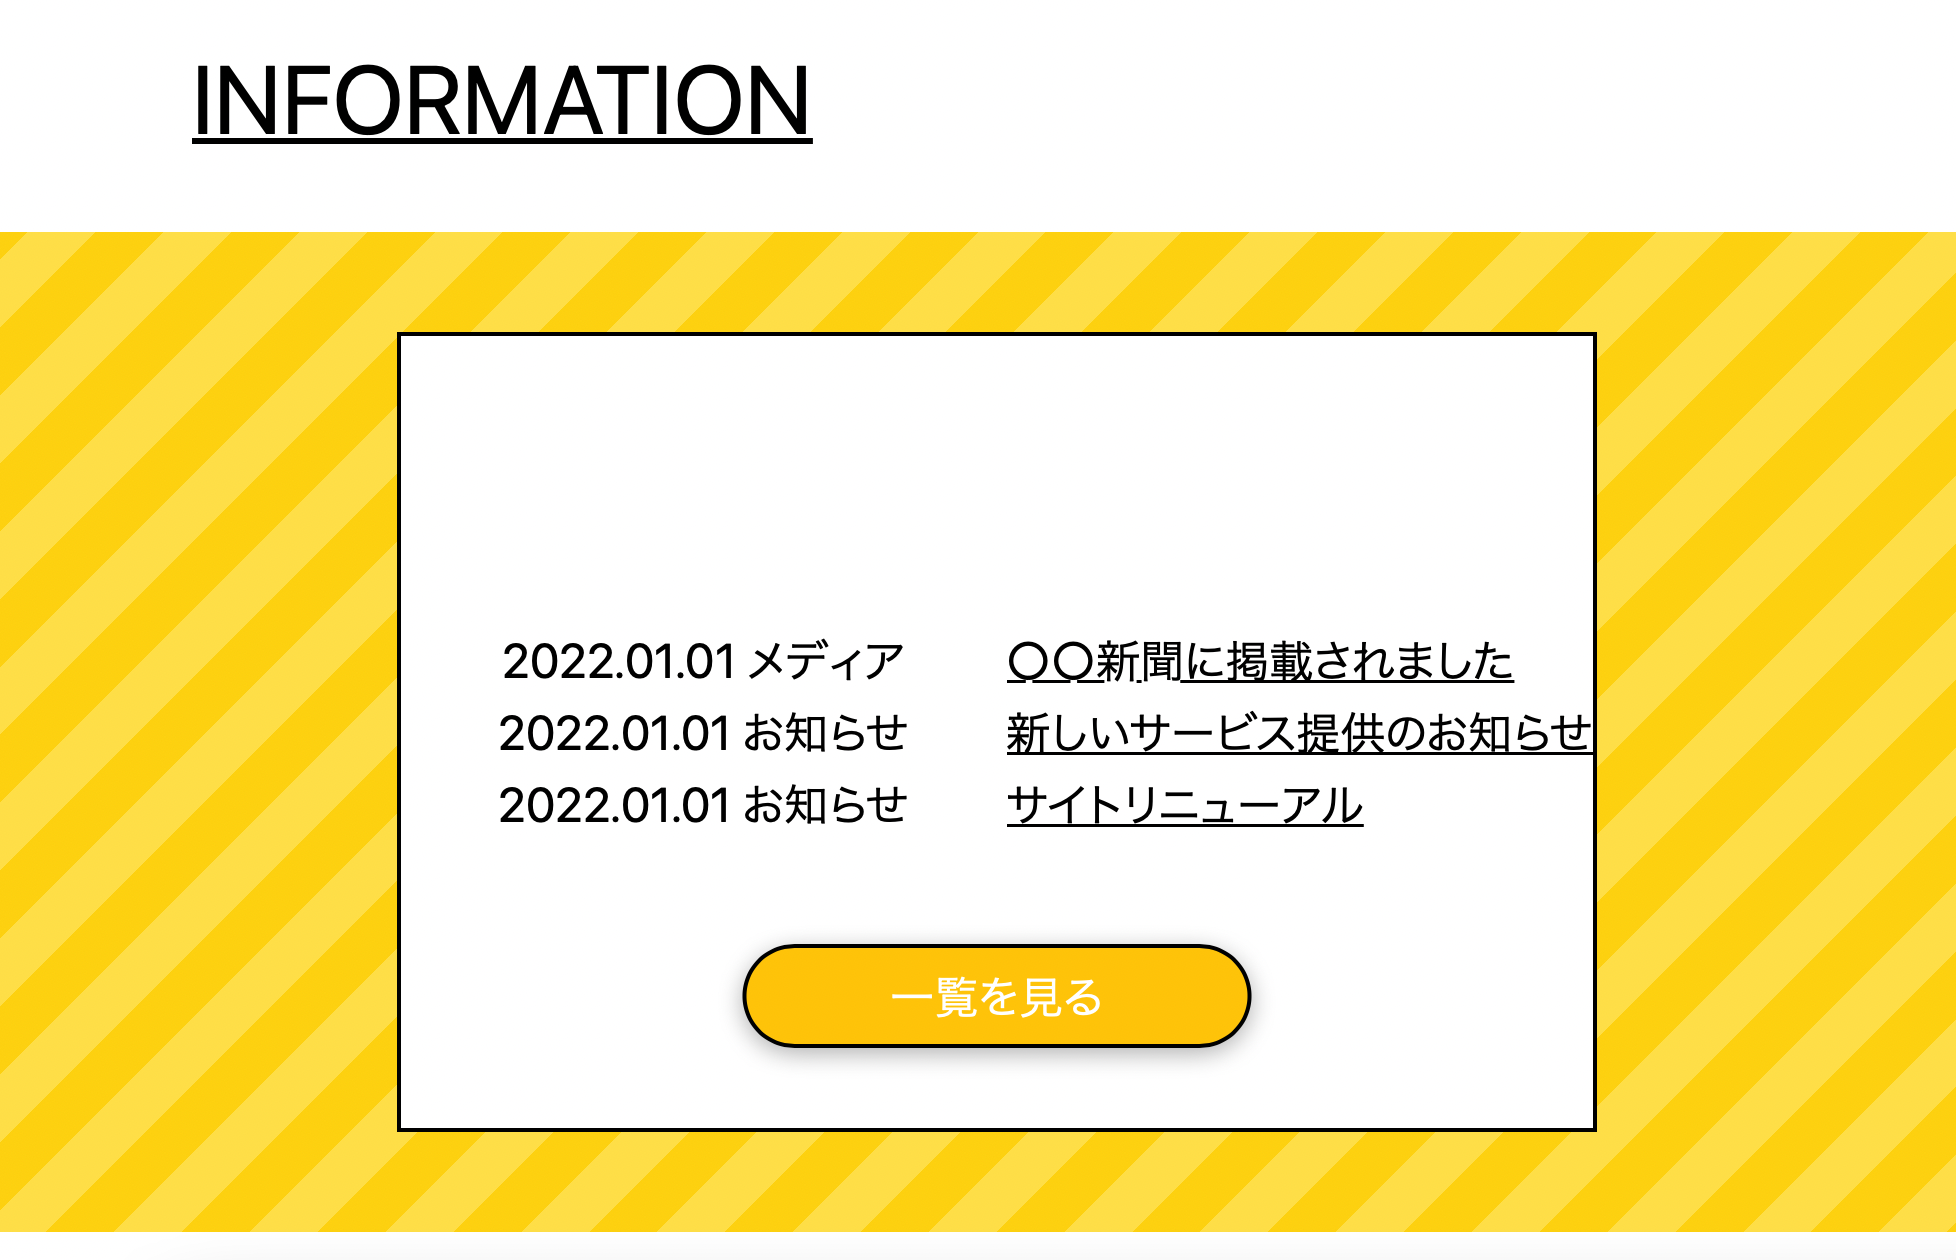 INFORMATION
2022.01.01 メディア 〇〇新聞に掲載されました
2022.01.01 お知らせ 新しいサービス提供のお知らせ
2022.01.01 お知らせ サイトリニューアル
一覧を見る